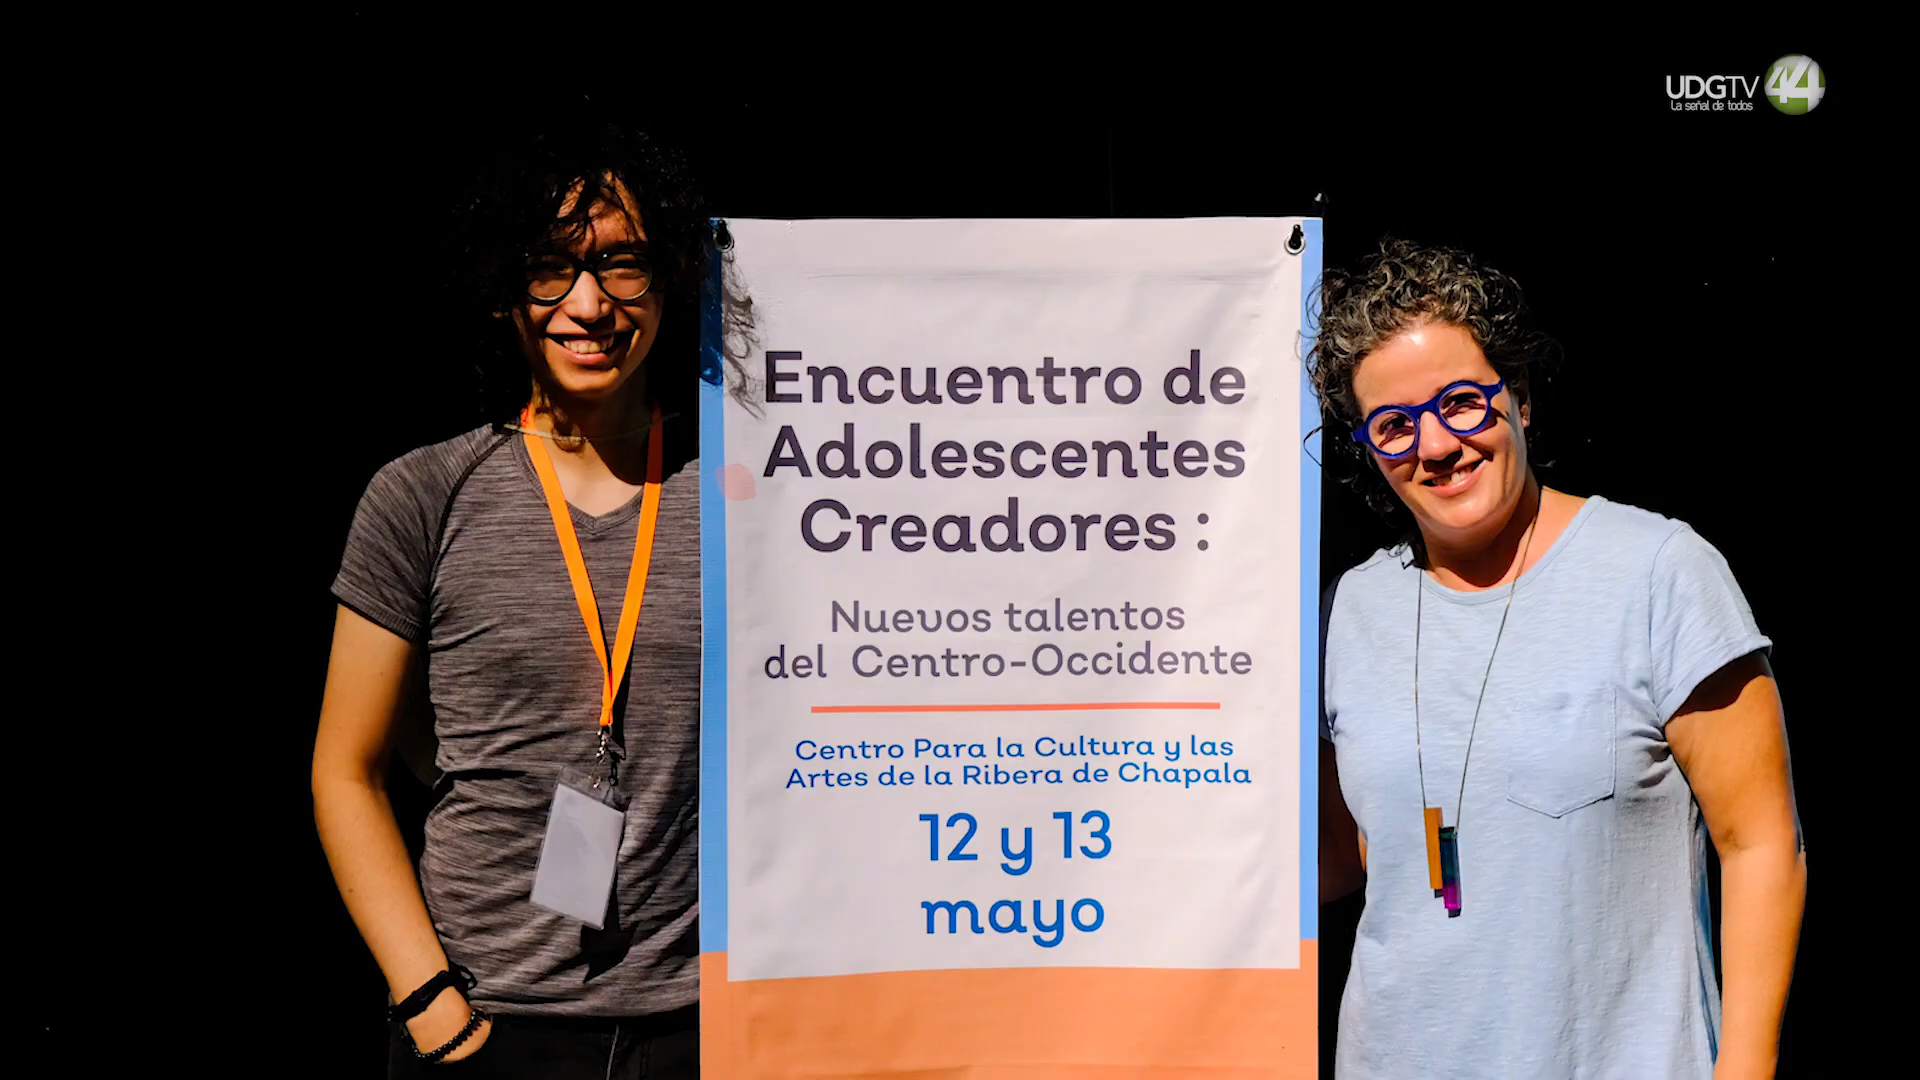 UDGTV 44
La señal de todos
Encuentro de
Adolescentes
Creadores :
Nuevos talentos
del Centro-Occidente
Centro Para la Cultura y las
Artes de la Ribera de Chapala
12 y 13
mayo